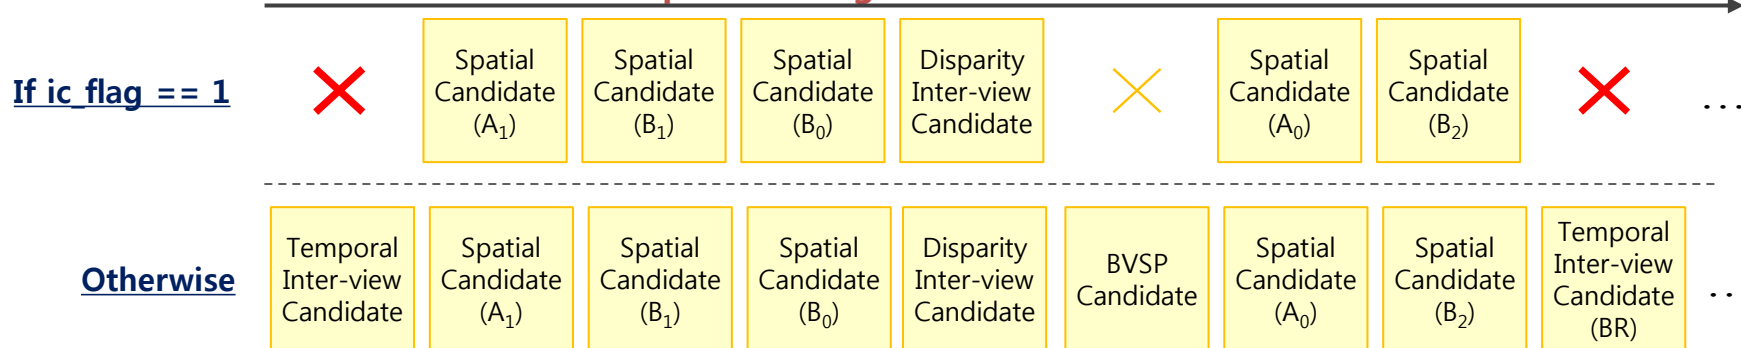 If ic_flag == 1
Spatial
Candidate
(A1)
Spatial
Candidate
(B1)
Spatial
Candidate
(B0)
Disparity
Inter-view
Candidate
Spatial
Candidate
(A0)
Spatial
Candidate
(B2)
...
Otherwise
Temporal
Inter-view
Candidate
Spatial
Candidate
(A1)
Spatial
Candidate
(B1)
Spatial
Candidate
(B0)
Disparity
Inter-view
Candidate
BVSP
Candidate
Spatial
Candidate
(A0)
Spatial
Candidate
(B2)
Temporal
Inter-view
Candidate
(BR)
..